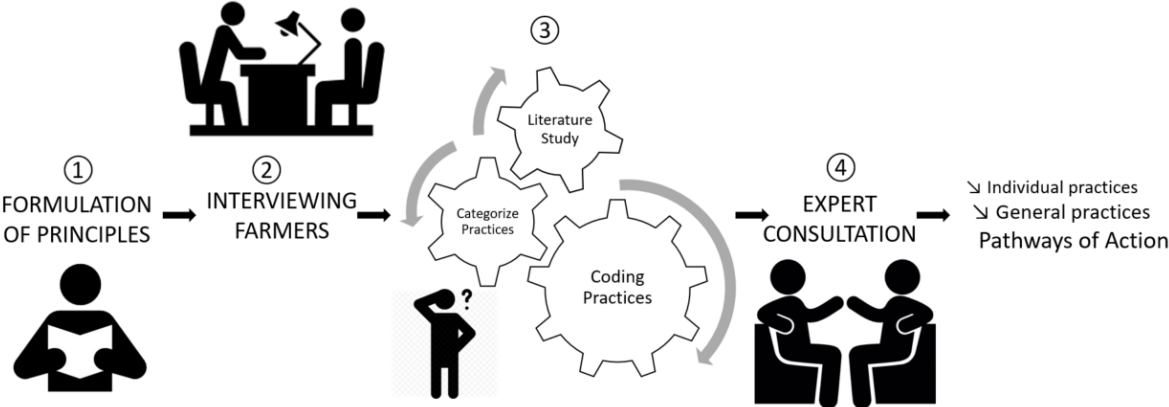 ①
FORMULATION
OF PRINCIPLES
②
INTERVIEWING
FARMERS
③
Literature
Study
Categorize
Practices
?
Coding
Practices
④
EXPERT
CONSULTATION
↘ Individual practices
↘ General practices
Pathways of Action